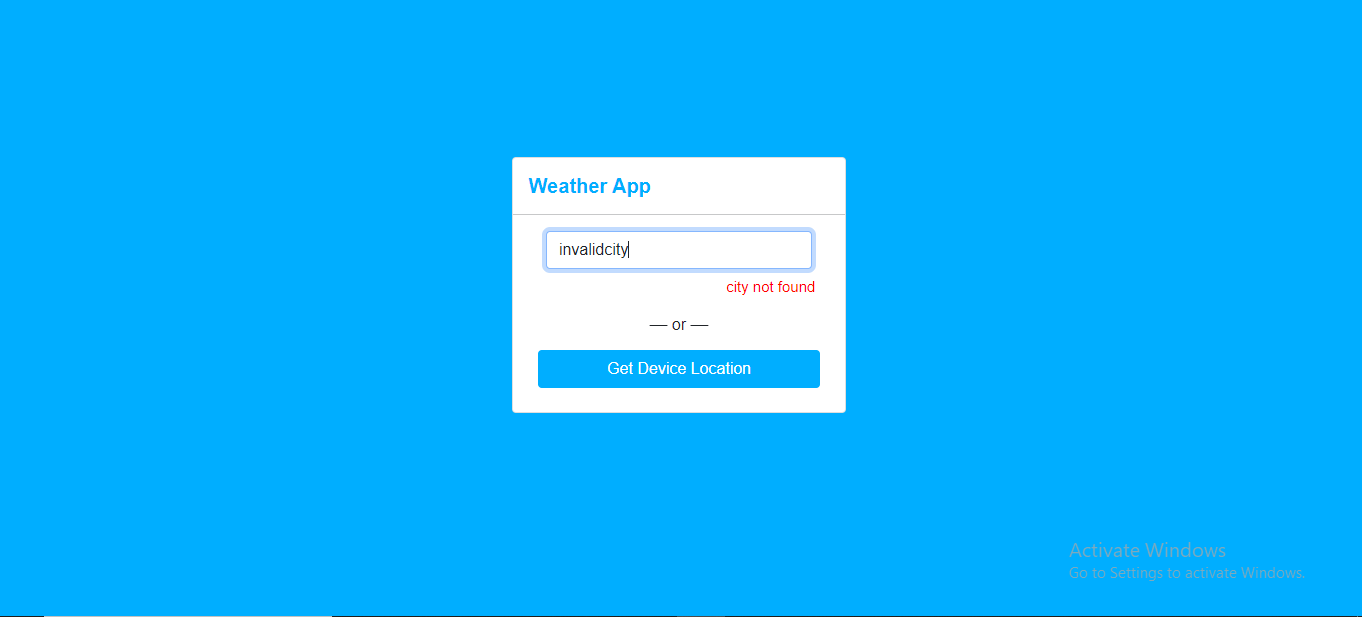 Weather App
invalidcity
city not found
— or —
Get Device Location
Activate Windows
Go to Settings to activate Windows.